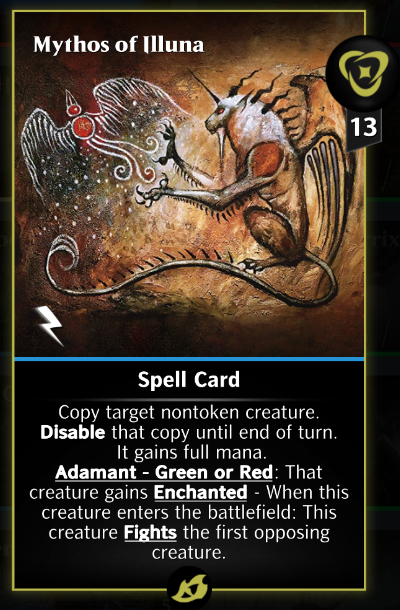 Mythos of Illuna
13
Spell Card
Copy target nontoken creature.
Disable that copy until end of turn.
It gains full mana.
Adamant - Green or Red: That
creature gains Enchanted - When this
creature enters the battlefield: This
creature Fights the first opposing
creature.